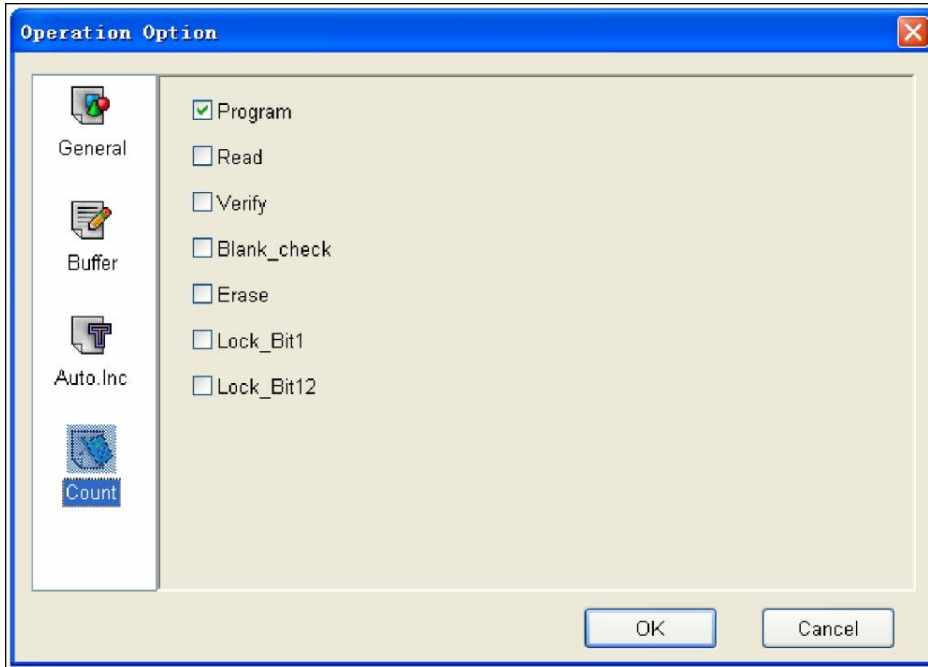 Operation Option
General
Buffer
Auto.Inc
Count
Program
Read
Verify
Blank_check
Erase
Lock_Bit1
Lock_Bit12
OK
Cancel